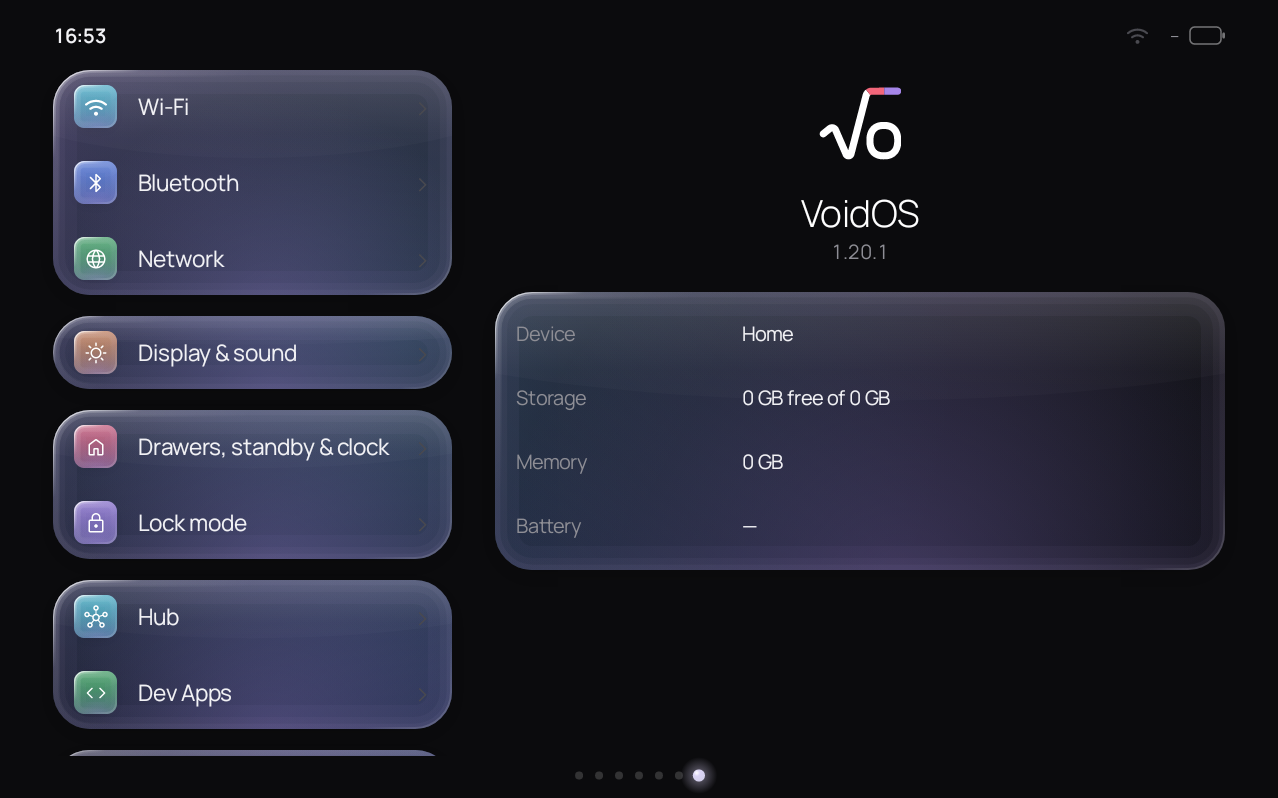 16:53
–
Wi-Fi
Bluetooth
Network
Display & sound
Drawers, standby & clock
Lock mode
Hub
Dev Apps
VoidOS
1.20.1
Device Home
Storage 0 GB free of 0 GB
Memory 0 GB
Battery —